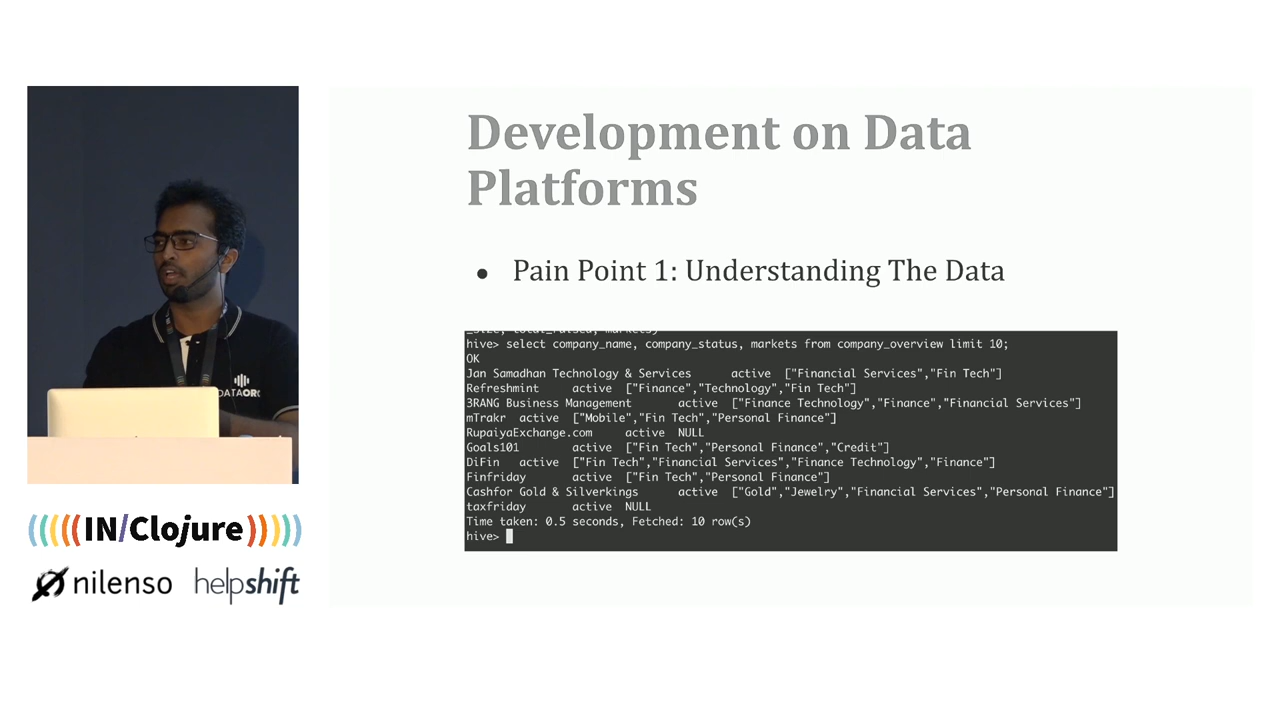 Development on Data
Platforms
● Pain Point 1: Understanding The Data
hive> select company_name, company_status, markets from company_overview limit 10;
OK
Jan Samadhan Technology & Services active ["Financial Services","Fin Tech"]
Refreshmint active ["Finance","Technology","Fin Tech"]
3RANG Business Management active ["Finance Technology","Finance","Financial Services"]
mTrakr active ["Mobile","Fin Tech","Personal Finance"]
RupaiyaExchange.com active NULL
Goals101 active ["Fin Tech","Personal Finance","Credit"]
DiFin active ["Fin Tech","Financial Services","Finance Technology","Finance"]
Finfriday active ["Fin Tech","Personal Finance"]
Cashfor Gold & Silverkings active ["Gold","Jewelry","Financial Services","Personal Finance"]
taxfriday active NULL
Time taken: 0.5 seconds, Fetched: 10 row(s)
hive>
(((((IN/Clojure)))))
nilenso helpshift